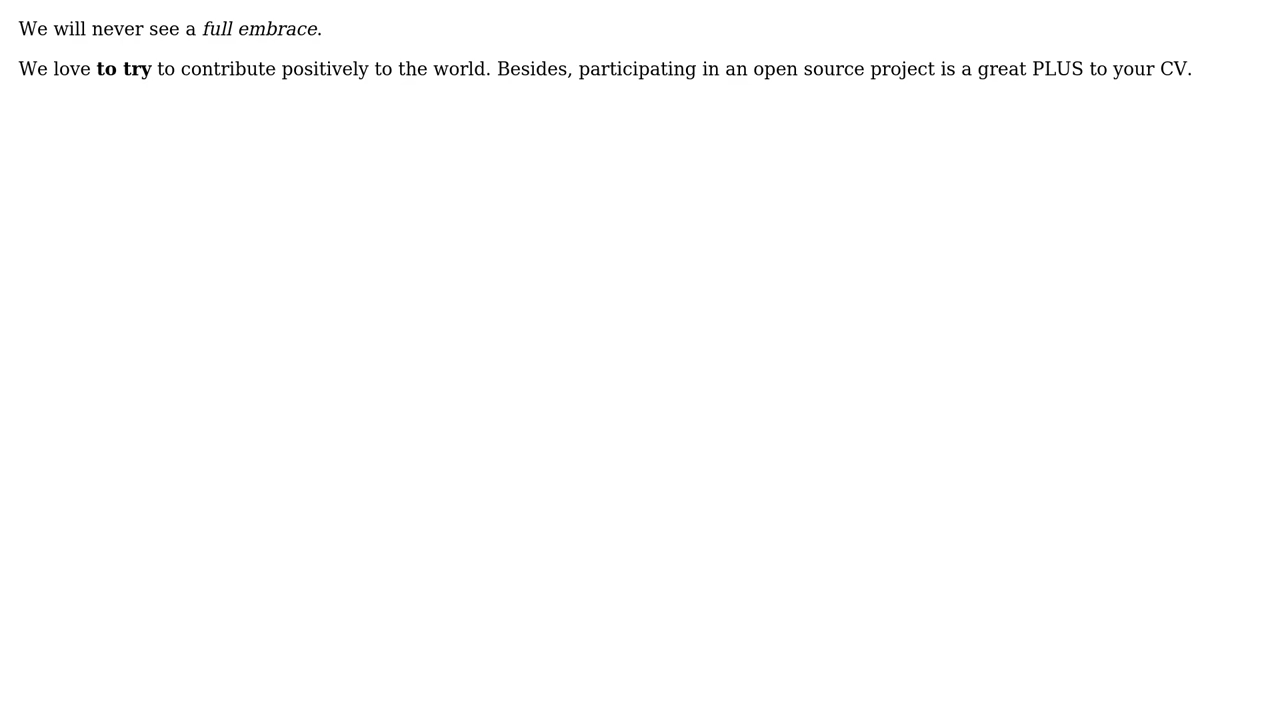 We will never see a full embrace.
We love to try to contribute positively to the world. Besides, participating in an open source project is a great PLUS to your CV.